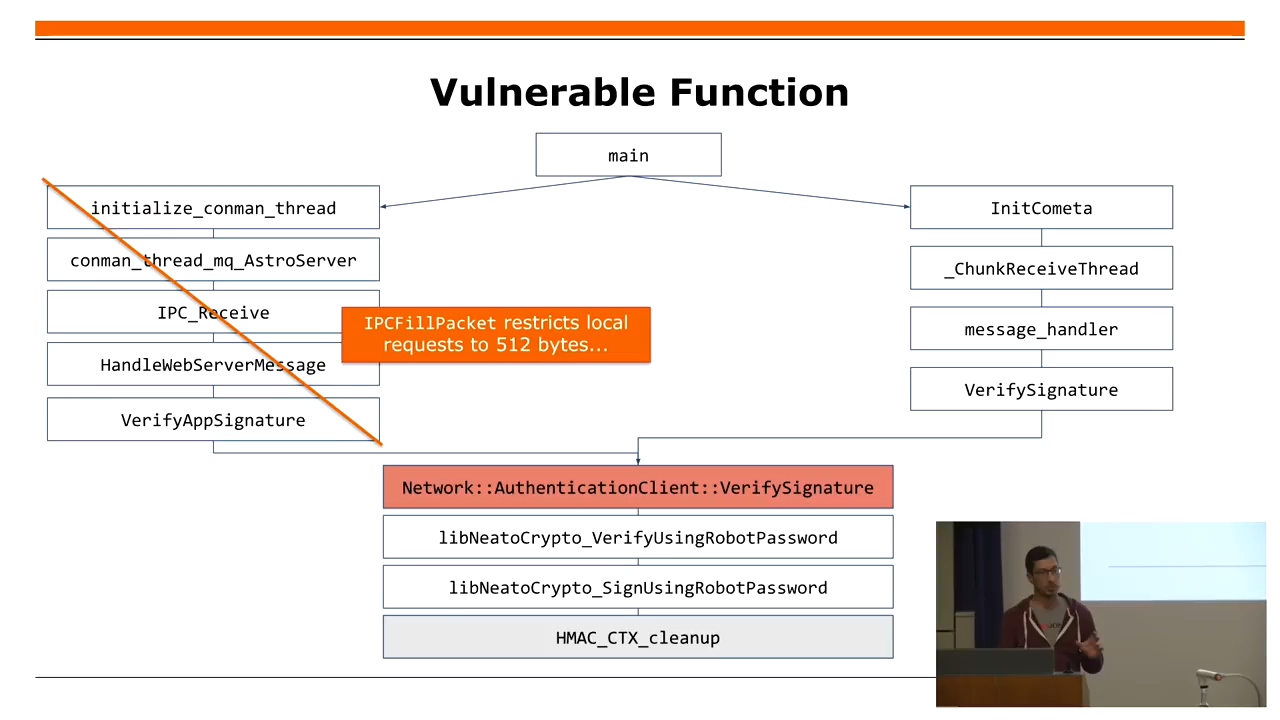 Vulnerable Function
main
initialize_conman_thread
conman_thread_mq_AstroServer
IPC_Receive
HandleWebServerMessage
VerifyAppSignature
IPCFillPacket restricts local
requests to 512 bytes...
InitCometa
_ChunkReceiveThread
message_handler
VerifySignature
Network::AuthenticationClient::VerifySignature
libNeatoCrypto_VerifyUsingRobotPassword
libNeatoCrypto_SignUsingRobotPassword
HMAC_CTX_cleanup